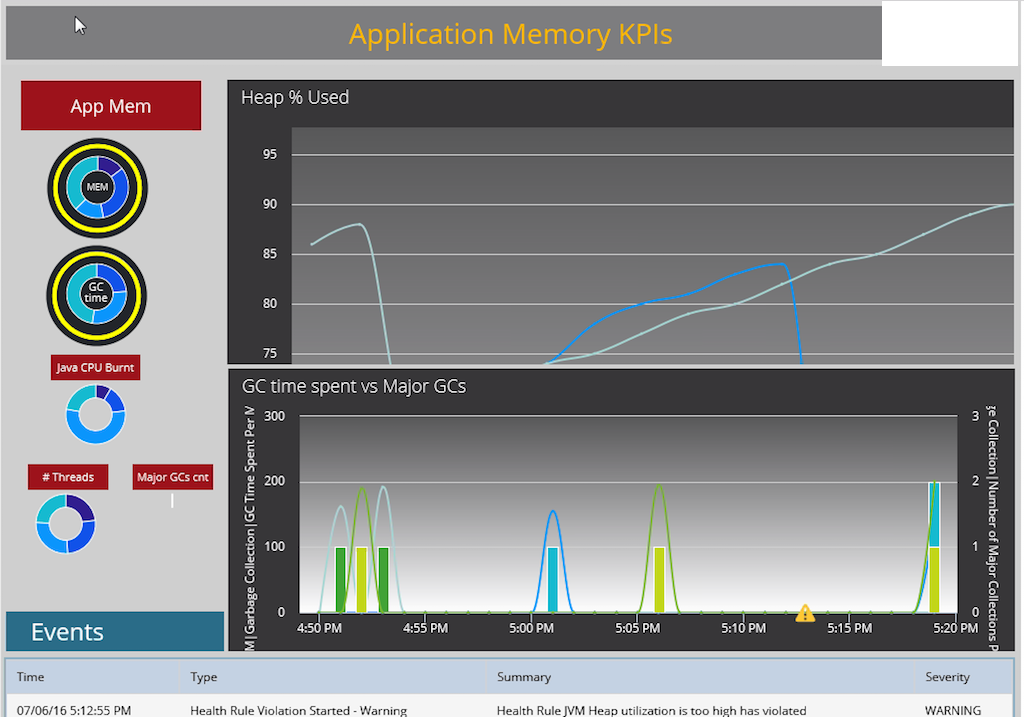 Application Memory KPIs
App Mem
MEM
GC
time
Java CPU Burnt
# Threads
Major GCs cnt
Heap % Used
95
90
85
80
75
GC time spent vs Major GCs
300
200
100
0
M|Garbage Collection|GC Time Spent Per M
3
2
1
0
ge Collection|Number of Major Collections P
4:50 PM 4:55 PM 5:00 PM 5:05 PM 5:10 PM 5:15 PM 5:20 PM
Events
Time Type Summary Severity
07/06/16 5:12:55 PM Health Rule Violation Started - Warning Health Rule JVM Heap utilization is too high has violated WARNING